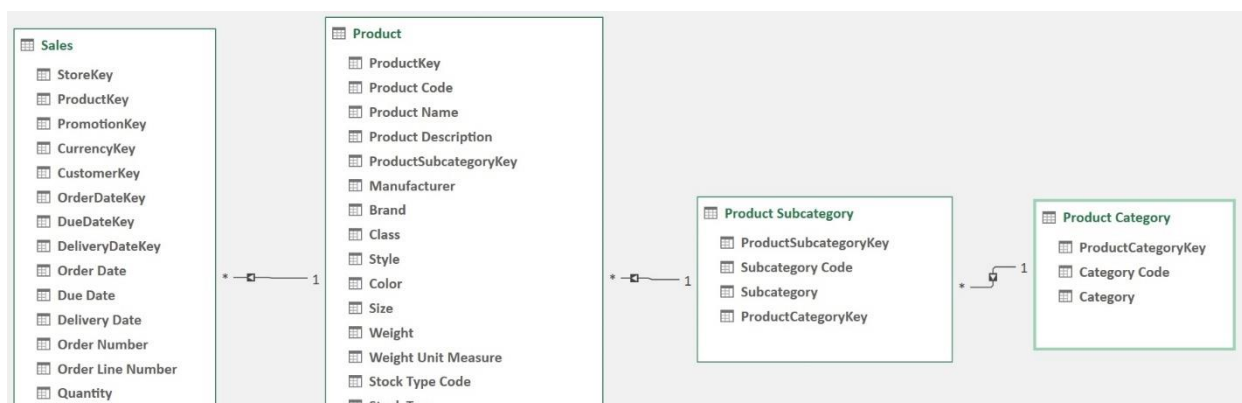 Sales
StoreKey
ProductKey
PromotionKey
CurrencyKey
CustomerKey
OrderDateKey
DueDateKey
DeliveryDateKey
Order Date
Due Date
Delivery Date
Order Number
Order Line Number
Quantity
* 1
Product
ProductKey
Product Code
Product Name
Product Description
ProductSubcategoryKey
Manufacturer
Brand
Class
Style
Color
Size
Weight
Weight Unit Measure
Stock Type Code
* 1
Product Subcategory
ProductSubcategoryKey
Subcategory Code
Subcategory
ProductCategoryKey
* 1
Product Category
ProductCategoryKey
Category Code
Category